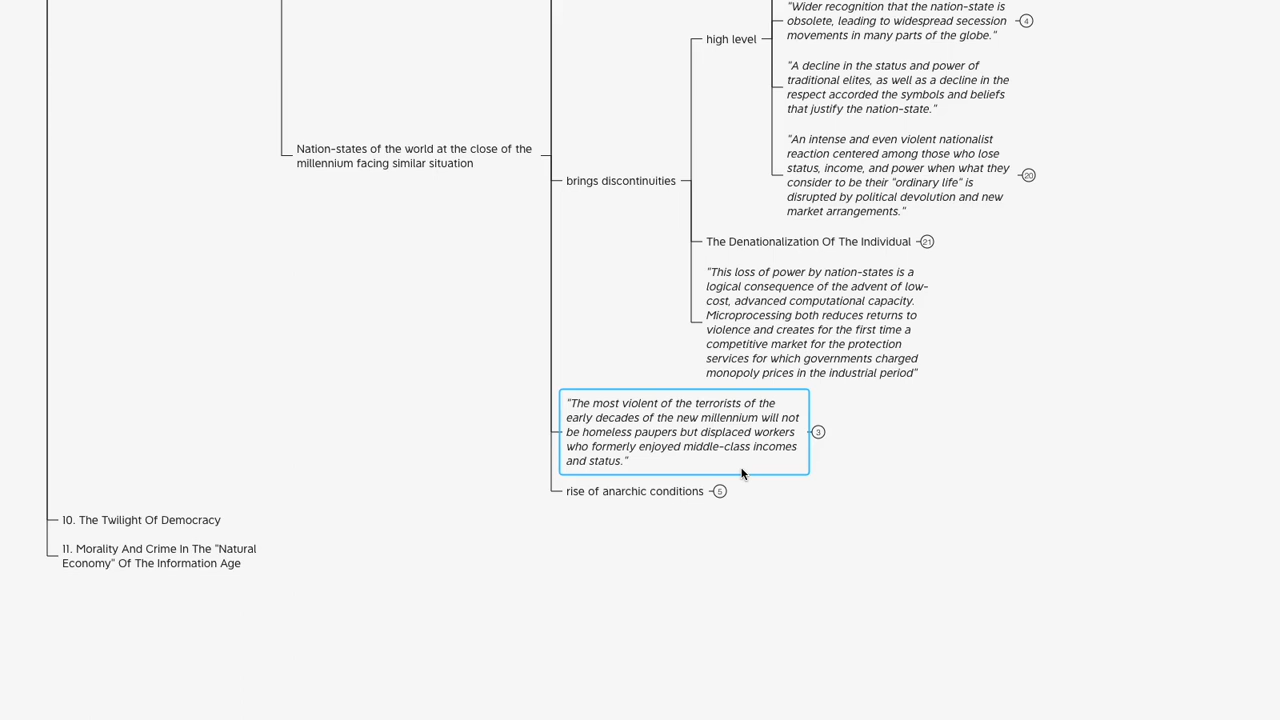 "Wider recognition that the nation-state is
obsolete, leading to widespread secession
movements in many parts of the globe."
4
high level
"A decline in the status and power of
traditional elites, as well as a decline in the
respect accorded the symbols and beliefs
that justify the nation-state."
"An intense and even violent nationalist
reaction centered among those who lose
status, income, and power when what they
consider to be their "ordinary life" is
disrupted by political devolution and new
market arrangements."
20
Nation-states of the world at the close of the
millennium facing similar situation
brings discontinuities
The Denationalization Of The Individual
21
"This loss of power by nation-states is a
logical consequence of the advent of low-
cost, advanced computational capacity.
Microprocessing both reduces returns to
violence and creates for the first time a
competitive market for the protection
services for which governments charged
monopoly prices in the industrial period"
"The most violent of the terrorists of the
early decades of the new millennium will not
be homeless paupers but displaced workers
who formerly enjoyed middle-class incomes
and status."
3
rise of anarchic conditions
5
10. The Twilight Of Democracy
11. Morality And Crime In The "Natural
Economy" Of The Information Age